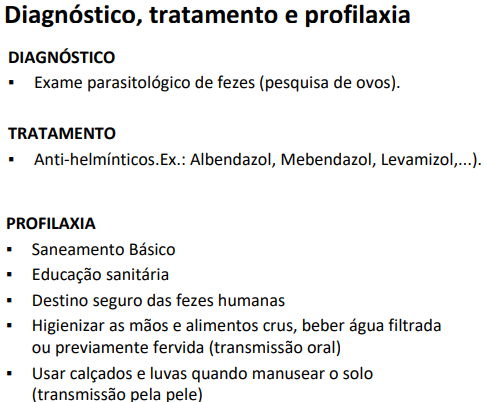 Diagnóstico, tratamento e profilaxia
DIAGNÓSTICO
▪ Exame parasitológico de fezes (pesquisa de ovos).
TRATAMENTO
▪ Anti-helmínticos.Ex.: Albendazol, Mebendazol, Levamizol,...).
PROFILAXIA
▪ Saneamento Básico
▪ Educação sanitária
▪ Destino seguro das fezes humanas
▪ Higienizar as mãos e alimentos crus, beber água filtrada
ou previamente fervida (transmissão oral)
▪ Usar calçados e luvas quando manusear o solo
(transmissão pela pele)